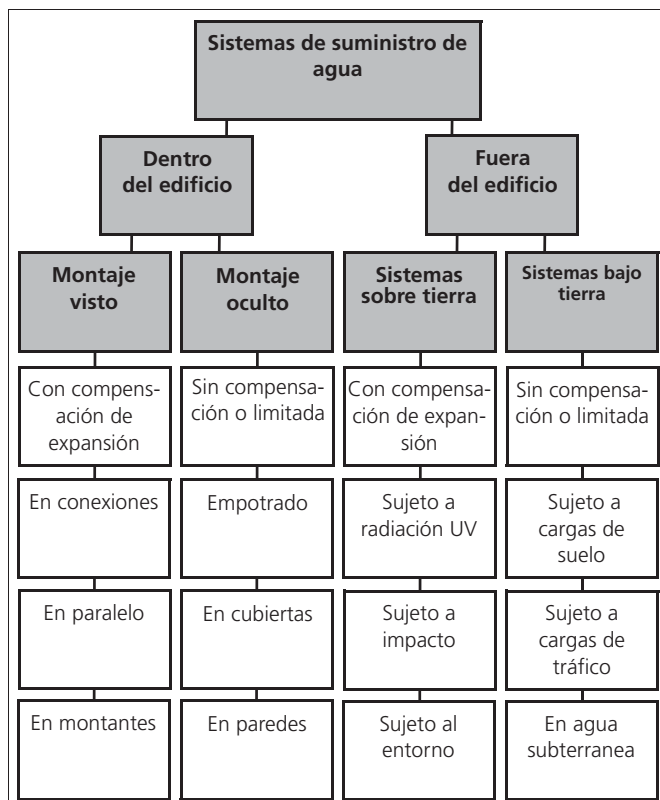 Sistemas de suministro de
agua
Dentro
del edificio
Fuera
del edificio
Montaje
visto
Montaje
oculto
Sistemas
sobre tierra
Sistemas bajo
tierra
Con compens-
ación de
expansión
Sin compensa-
ción o limitada
Con compensa-
ción de expan-
sión
Sin compensa-
ción o limitada
En conexiones
Empotrado
Sujeto a
radiación UV
Sujeto a
cargas de
suelo
En paralelo
En cubiertas
Sujeto a
impacto
Sujeto a
cargas de
tráfico
En montantes
En paredes
Sujeto al
entorno
En agua
subterranea